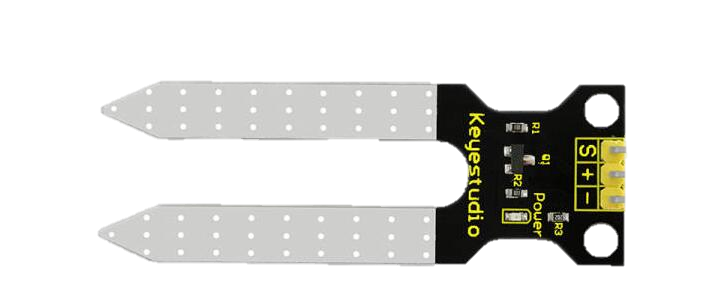 Keyestudio
R1
Q1
R2
Power
R3
S
+
-